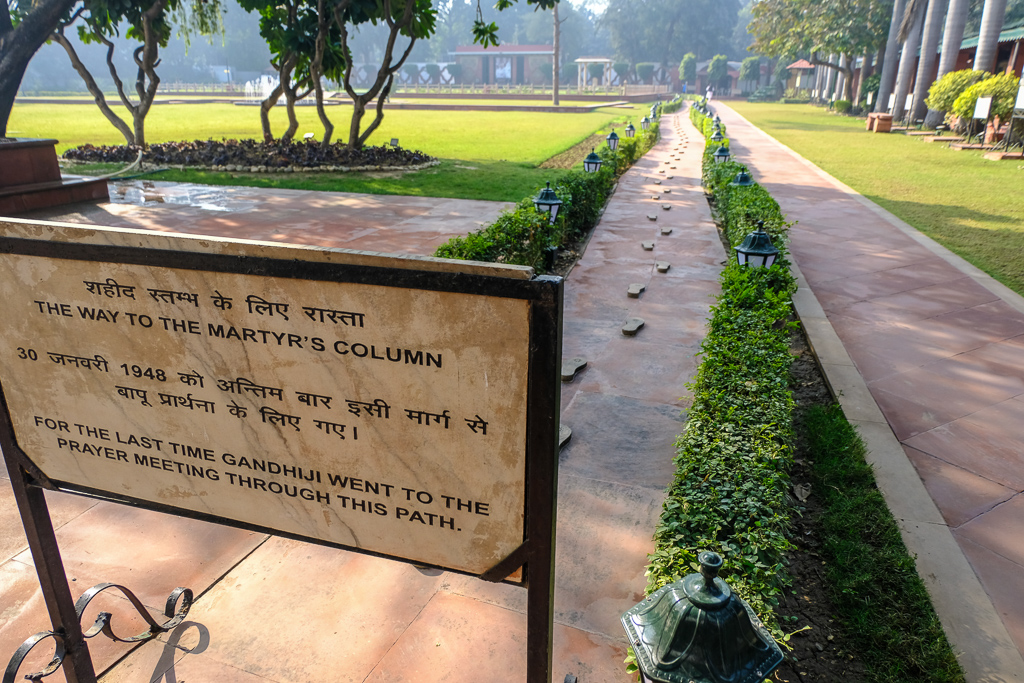 शहीद स्तम्भ के लिए रास्ता
THE WAY TO THE MARTYR'S COLUMN
30 जनवरी 1948 को अन्तिम बार इसी मार्ग से
बापू प्रार्थना के लिए गए।
FOR THE LAST TIME GANDHIJI WENT TO THE
PRAYER MEETING THROUGH THIS PATH.